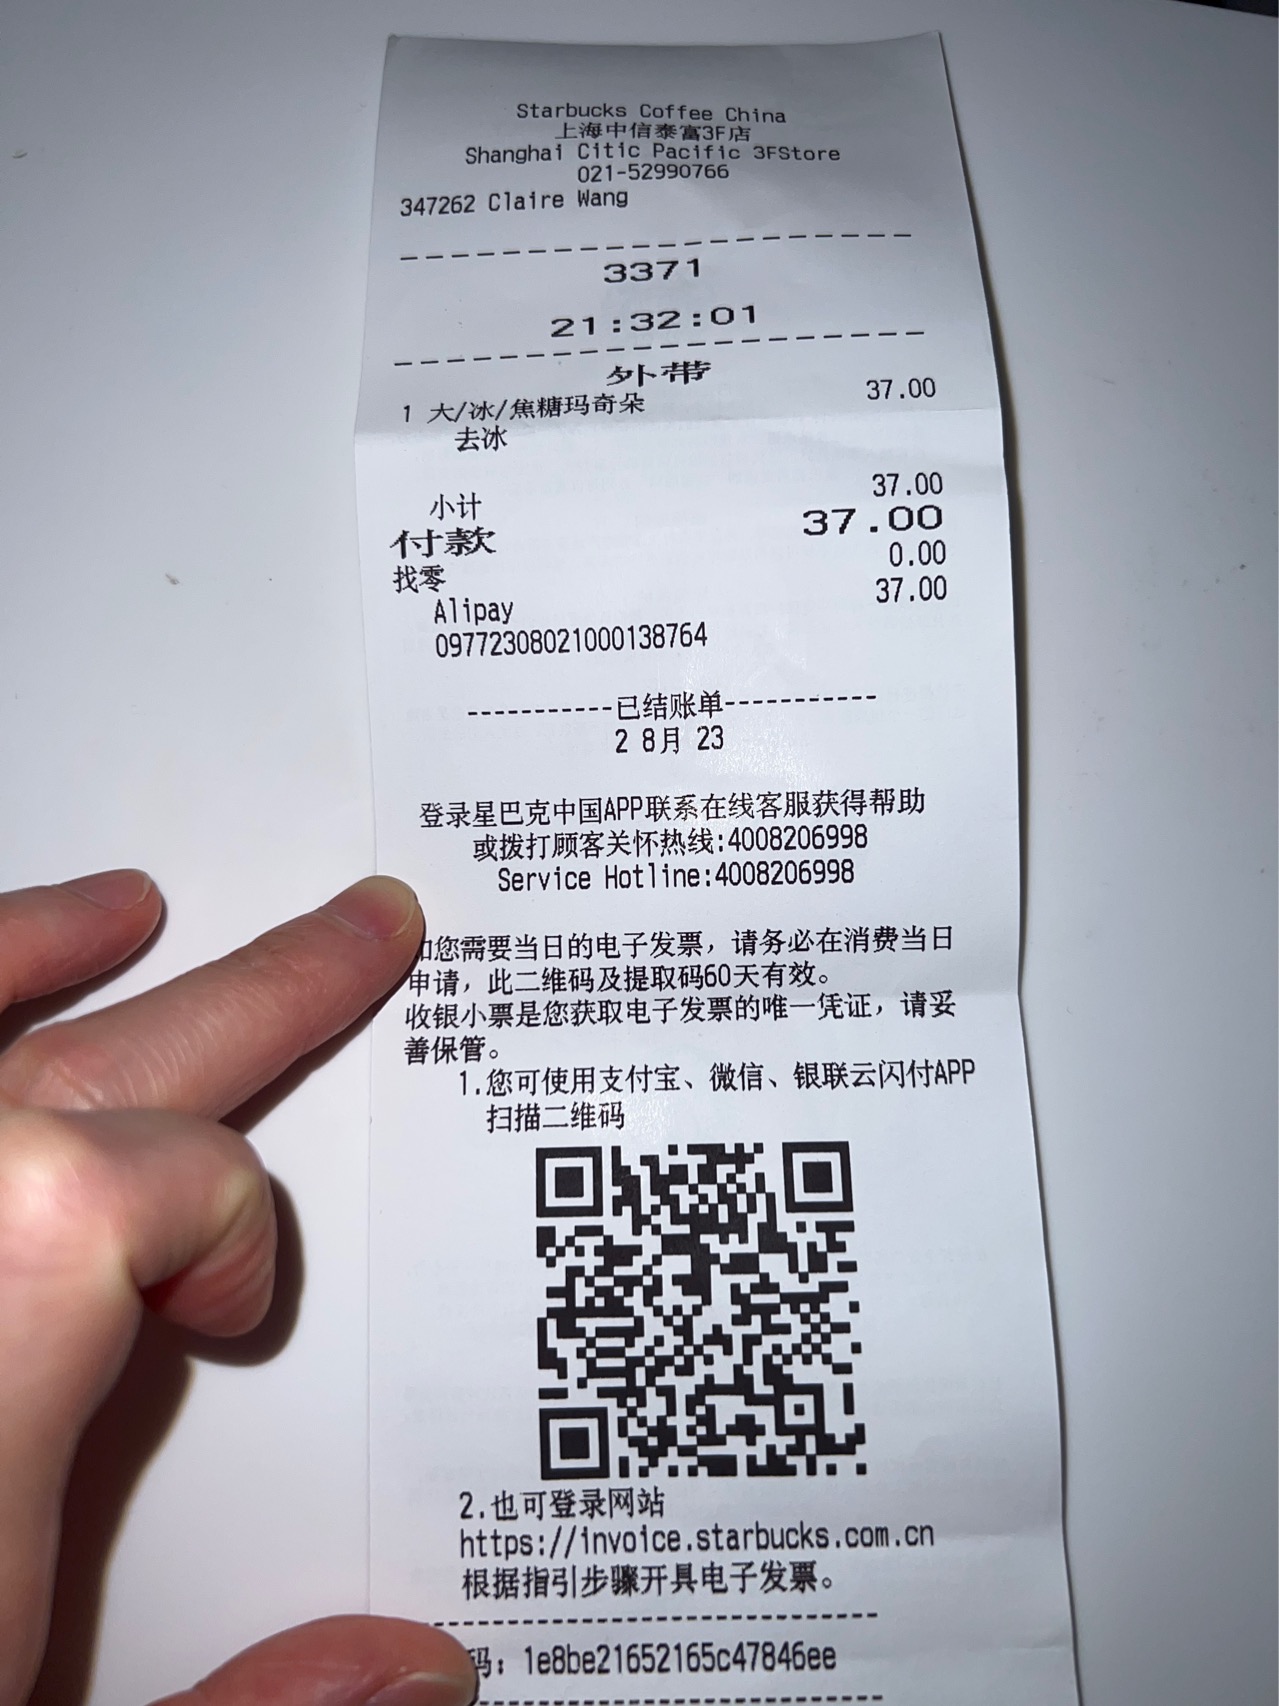 Starbucks Coffee China
上海中信泰富3F店
Shanghai Citic Pacific 3FStore
021-52990766
347262 Claire Wang
--------------------
3371
21:32:01
--------------------
外带
1 大/冰/焦糖玛奇朵 37.00
去冰
小计 37.00
付款 37.00
找零 0.00
Alipay 37.00
09772308021000138764
-----------已结账单-----------
2 8月 23
登录星巴克中国APP联系在线客服获得帮助
或拨打顾客关怀热线:4008206998
Service Hotline:4008206998
如您需要当日的电子发票，请务必在消费当日
申请，此二维码及提取码60天有效。
收银小票是您获取电子发票的唯一凭证，请妥
善保管。
1.您可使用支付宝、微信、银联云闪付APP
扫描二维码
2.也可登录网站
https://invoice.starbucks.com.cn
根据指引步骤开具电子发票。
码: 1e8be21652165c47846ee